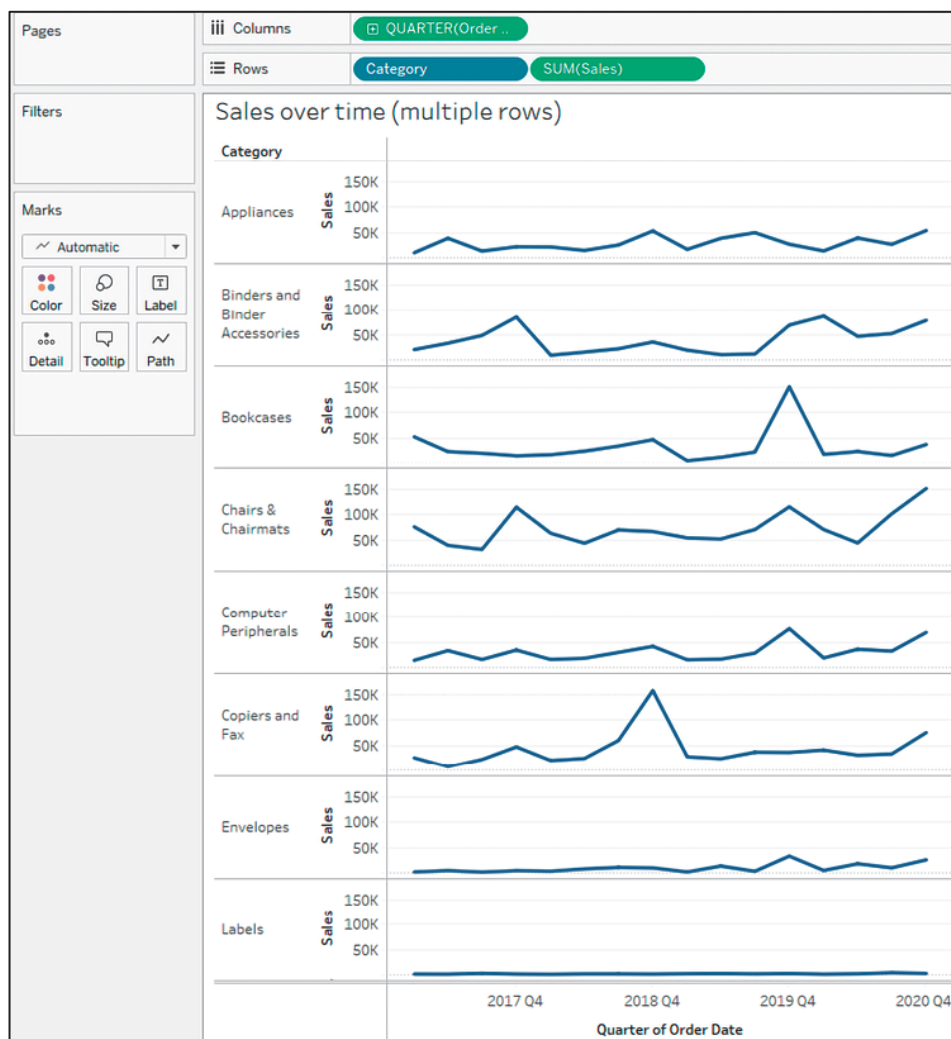 Pages
Columns
QUARTER(Order ..
Rows
Category
SUM(Sales)
Filters
Sales over time (multiple rows)
Category
Marks
Automatic
Color
Size
Label
Detail
Tooltip
Path
Appliances
Sales
150K
100K
50K
Binders and
Binder
Accessories
Sales
150K
100K
50K
Bookcases
Sales
150K
100K
50K
Chairs &
Chairmats
Sales
150K
100K
50K
Computer
Peripherals
Sales
150K
100K
50K
Copiers and
Fax
Sales
150K
100K
50K
Envelopes
Sales
150K
100K
50K
Labels
Sales
150K
100K
50K
2017 Q4
2018 Q4
2019 Q4
2020 Q4
Quarter of Order Date